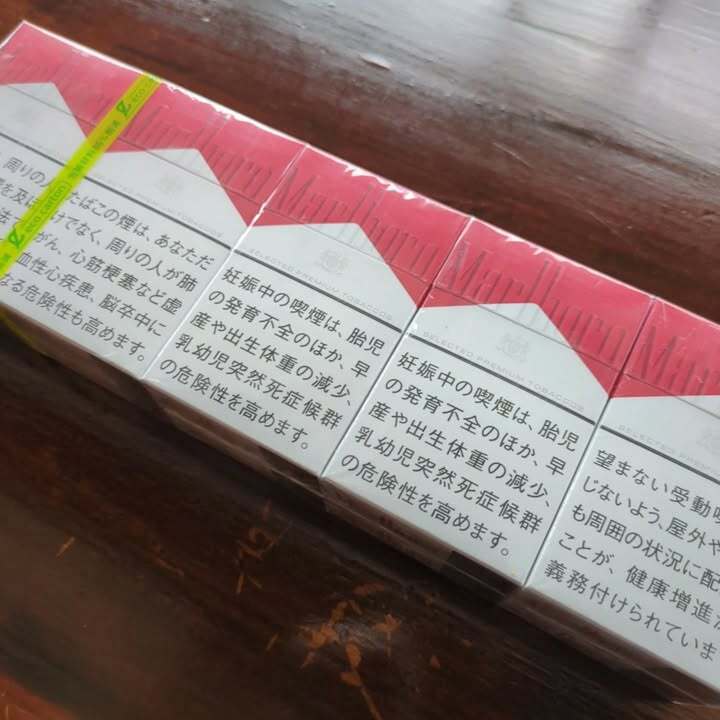 Marlboro
周りの人
たばこの煙は、あなただ
を及ぼ
けでなく、周りの人が肺
がん、心筋梗塞など虚
血性心疾患、脳卒中に
なる危険性も高めます。
eco carton
Marlboro
SELECTED PREMIUM TOBACCOS
妊娠中の喫煙は、胎児
の発育不全のほか、早
産や出生体重の減少、
乳幼児突然死症候群
の危険性を高めます。
Marlboro
SELECTED PREMIUM TOBACCOS
妊娠中の喫煙は、胎児
の発育不全のほか、早
産や出生体重の減少、
乳幼児突然死症候群
の危険性を高めます。
SELECTED PREMIUM
望まない受動
じないよう、屋外や
も周囲の状況に配
ことが、健康増進
義務付けられていま